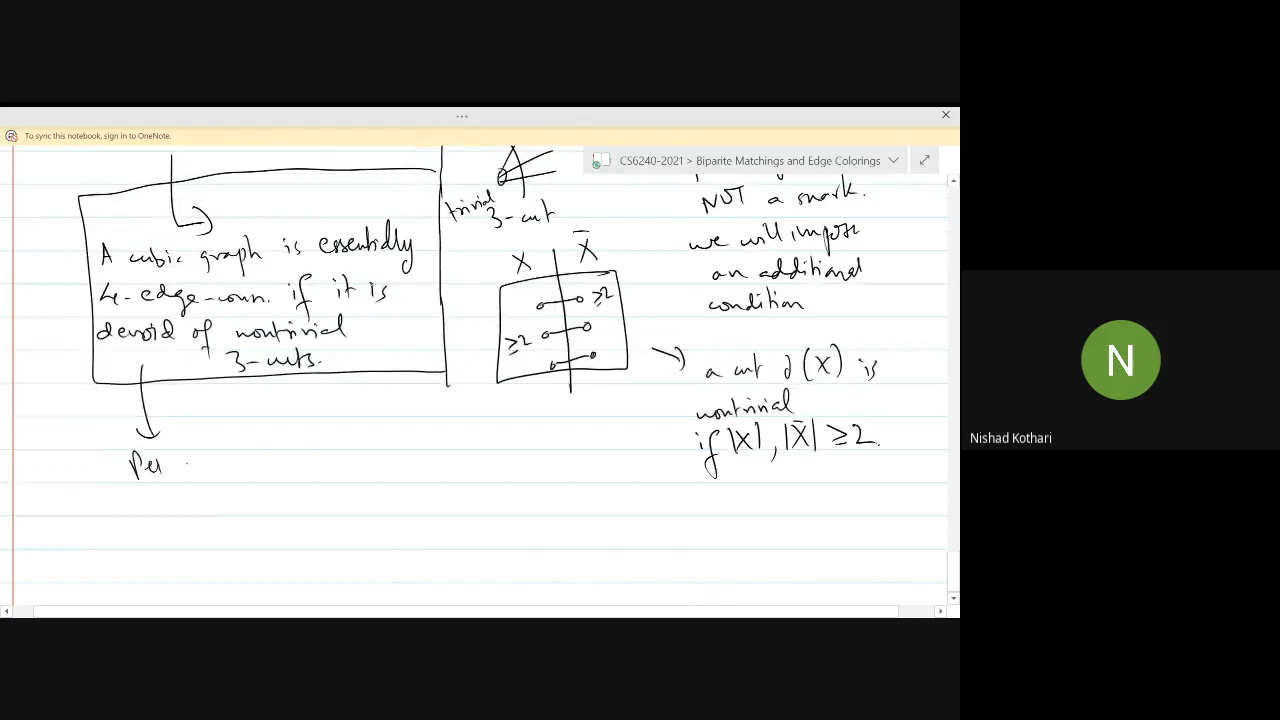 To sync this notebook, sign in to OneNote.
CS6240-2021 > Biparite Matchings and Edge Colorings
A cubic graph is essentially
4-edge-conn. if it is
devoid of nontrivial
3-cuts.
Pet
trivial
3-cut
X X̄
≥2
≥2
NOT a snark.
we will impose
an additional
condition
a cut ∂(X) is
nontrivial
if |X|, |X̄| ≥ 2.
N
Nishad Kothari